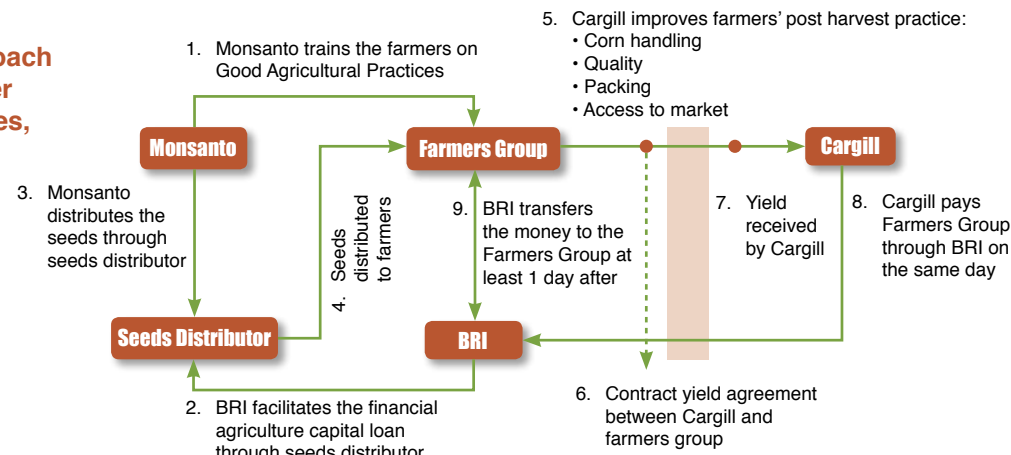 5. Cargill improves farmers' post harvest practice:
• Corn handling
• Quality
• Packing
• Access to market
1. Monsanto trains the farmers on
Good Agricultural Practices
Monsanto
Farmers Group
Cargill
3. Monsanto
distributes the
seeds through
seeds distributor
4. Seeds
distributed
to farmers
9. BRI transfers
the money to the
Farmers Group at
least 1 day after
7. Yield
received
by Cargill
8. Cargill pays
Farmers Group
through BRI on
the same day
Seeds Distributor
BRI
2. BRI facilitates the financial
agriculture capital loan
through seeds distributor
6. Contract yield agreement
between Cargill and
farmers group